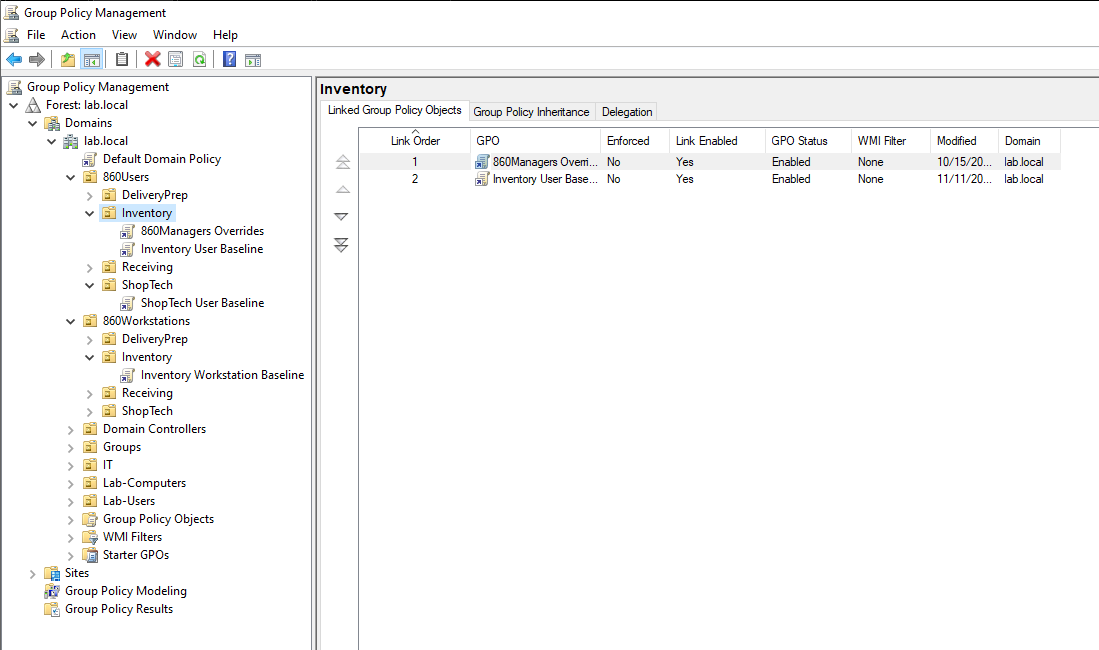 Group Policy Management
File Action View Window Help
Group Policy Management
Forest: lab.local
Domains
lab.local
Default Domain Policy
860Users
DeliveryPrep
Inventory
860Managers Overrides
Inventory User Baseline
Receiving
ShopTech
ShopTech User Baseline
860Workstations
DeliveryPrep
Inventory
Inventory Workstation Baseline
Receiving
ShopTech
Domain Controllers
Groups
IT
Lab-Computers
Lab-Users
Group Policy Objects
WMI Filters
Starter GPOs
Sites
Group Policy Modeling
Group Policy Results
Inventory
Linked Group Policy Objects Group Policy Inheritance Delegation
Link Order GPO Enforced Link Enabled GPO Status WMI Filter Modified Domain
1 860Managers Overri... No Yes Enabled None 10/15/20... lab.local
2 Inventory User Base... No Yes Enabled None 11/11/20... lab.local